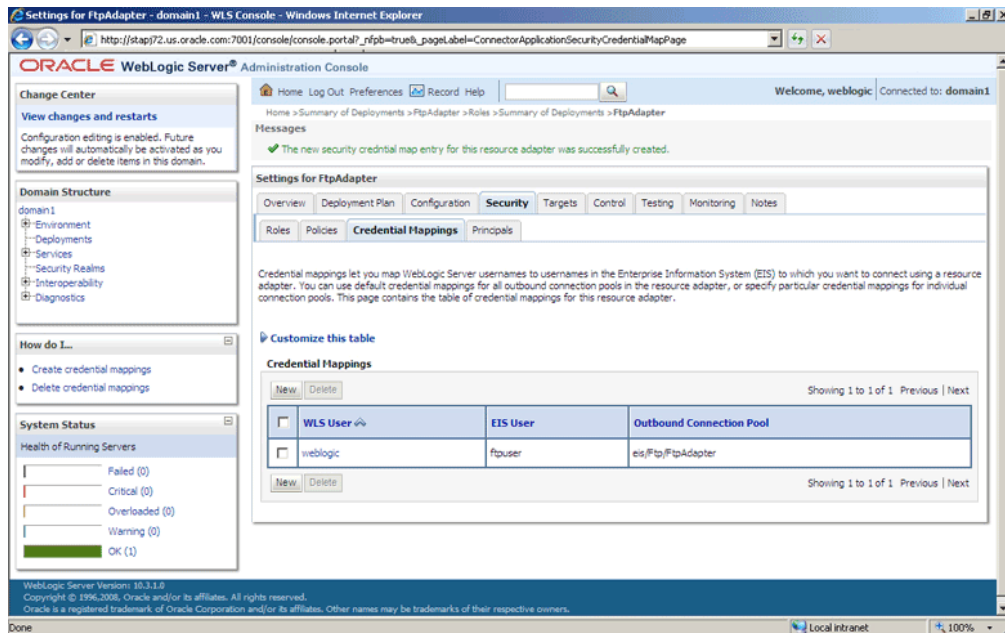 Settings for FtpAdapter - domain1 - WLS Console - Windows Internet Explorer
http://stapj72.us.oracle.com:7001/console/console.portal?_nfpb=true&_pageLabel=ConnectorApplicationSecurityCredentialMapPage
ORACLE WebLogic Server® Administration Console
Change Center
View changes and restarts
Configuration editing is enabled. Future
changes will automatically be activated as you
modify, add or delete items in this domain.
Domain Structure
domain1
Environment
Deployments
Services
Security Realms
Interoperability
Diagnostics
How do I...
Create credential mappings
Delete credential mappings
System Status
Health of Running Servers
Failed (0)
Critical (0)
Overloaded (0)
Warning (0)
OK (1)
Home Log Out Preferences Record Help
Welcome, weblogic Connected to: domain1
Home >Summary of Deployments >FtpAdapter >Roles >Summary of Deployments >FtpAdapter
Messages
The new security credntial map entry for this resource adapter was successfully created.
Settings for FtpAdapter
Overview Deployment Plan Configuration Security Targets Control Testing Monitoring Notes
Roles Policies Credential Mappings Principals
Credential mappings let you map WebLogic Server usernames to usernames in the Enterprise Information System (EIS) to which you want to connect using a resource
adapter. You can use default credential mappings for all outbound connection pools in the resource adapter, or specify particular credential mappings for individual
connection pools. This page contains the table of credential mappings for this resource adapter.
Customize this table
Credential Mappings
New Delete Showing 1 to 1 of 1 Previous | Next
WLS User EIS User Outbound Connection Pool
weblogic ftpuser eis/Ftp/FtpAdapter
New Delete Showing 1 to 1 of 1 Previous | Next
WebLogic Server Version: 10.3.1.0
Copyright © 1996,2008, Oracle and/or its affiliates. All rights reserved.
Oracle is a registered trademark of Oracle Corporation and/or its affiliates. Other names may be trademarks of their respective owners.
Done Local intranet 100%